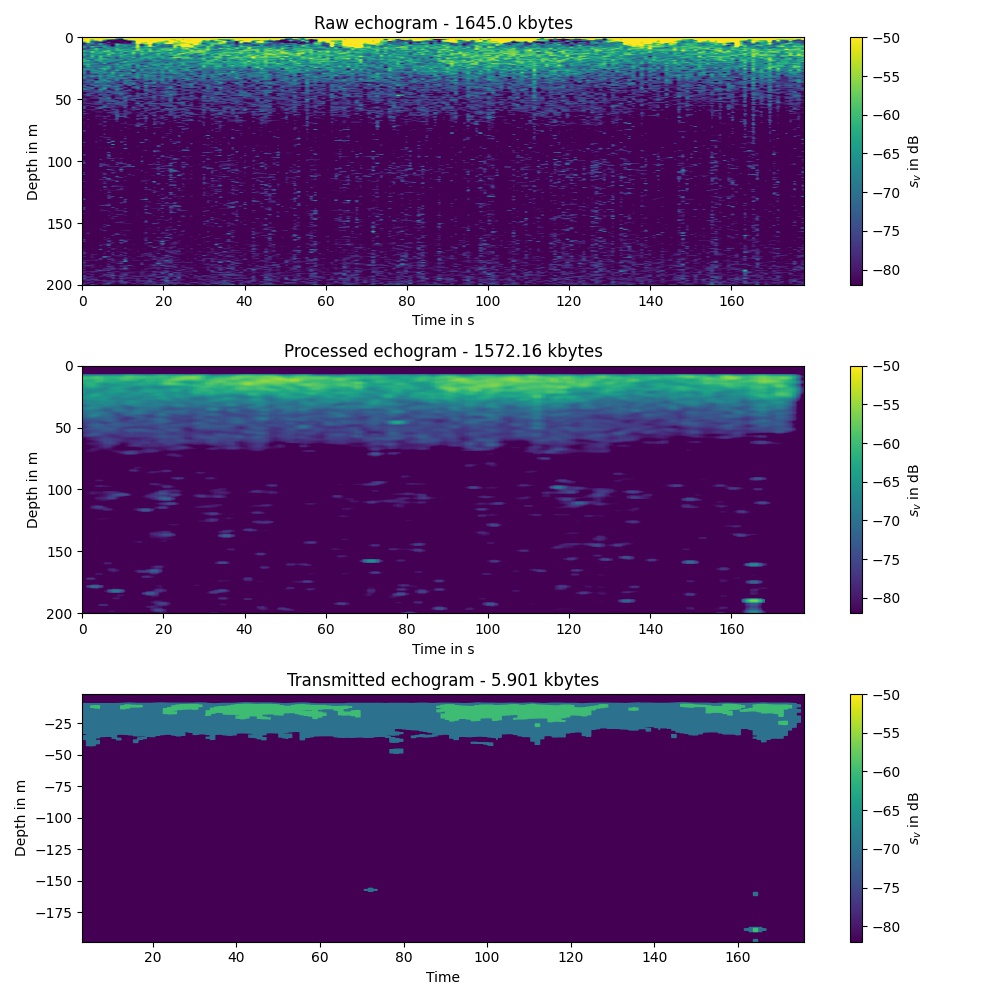 Raw echogram - 1645.0 kbytes
0
50
100
150
200
Depth in m
0 20 40 60 80 100 120 140 160
Time in s
−50
−55
−60
−65
−70
−75
−80
s_v in dB
Processed echogram - 1572.16 kbytes
0
50
100
150
200
Depth in m
0 20 40 60 80 100 120 140 160
Time in s
−50
−55
−60
−65
−70
−75
−80
s_v in dB
Transmitted echogram - 5.901 kbytes
−25
−50
−75
−100
−125
−150
−175
Depth in m
20 40 60 80 100 120 140 160
Time
−50
−55
−60
−65
−70
−75
−80
s_v in dB